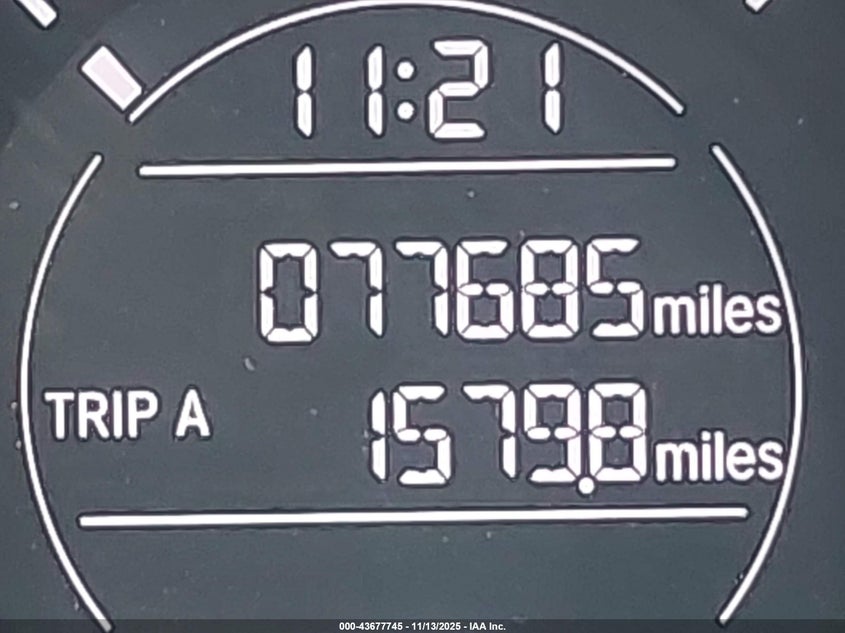 11:21
077685 miles
TRIP A 1579.8 miles
000-43677745 - 11/13/2025 - IAA Inc.